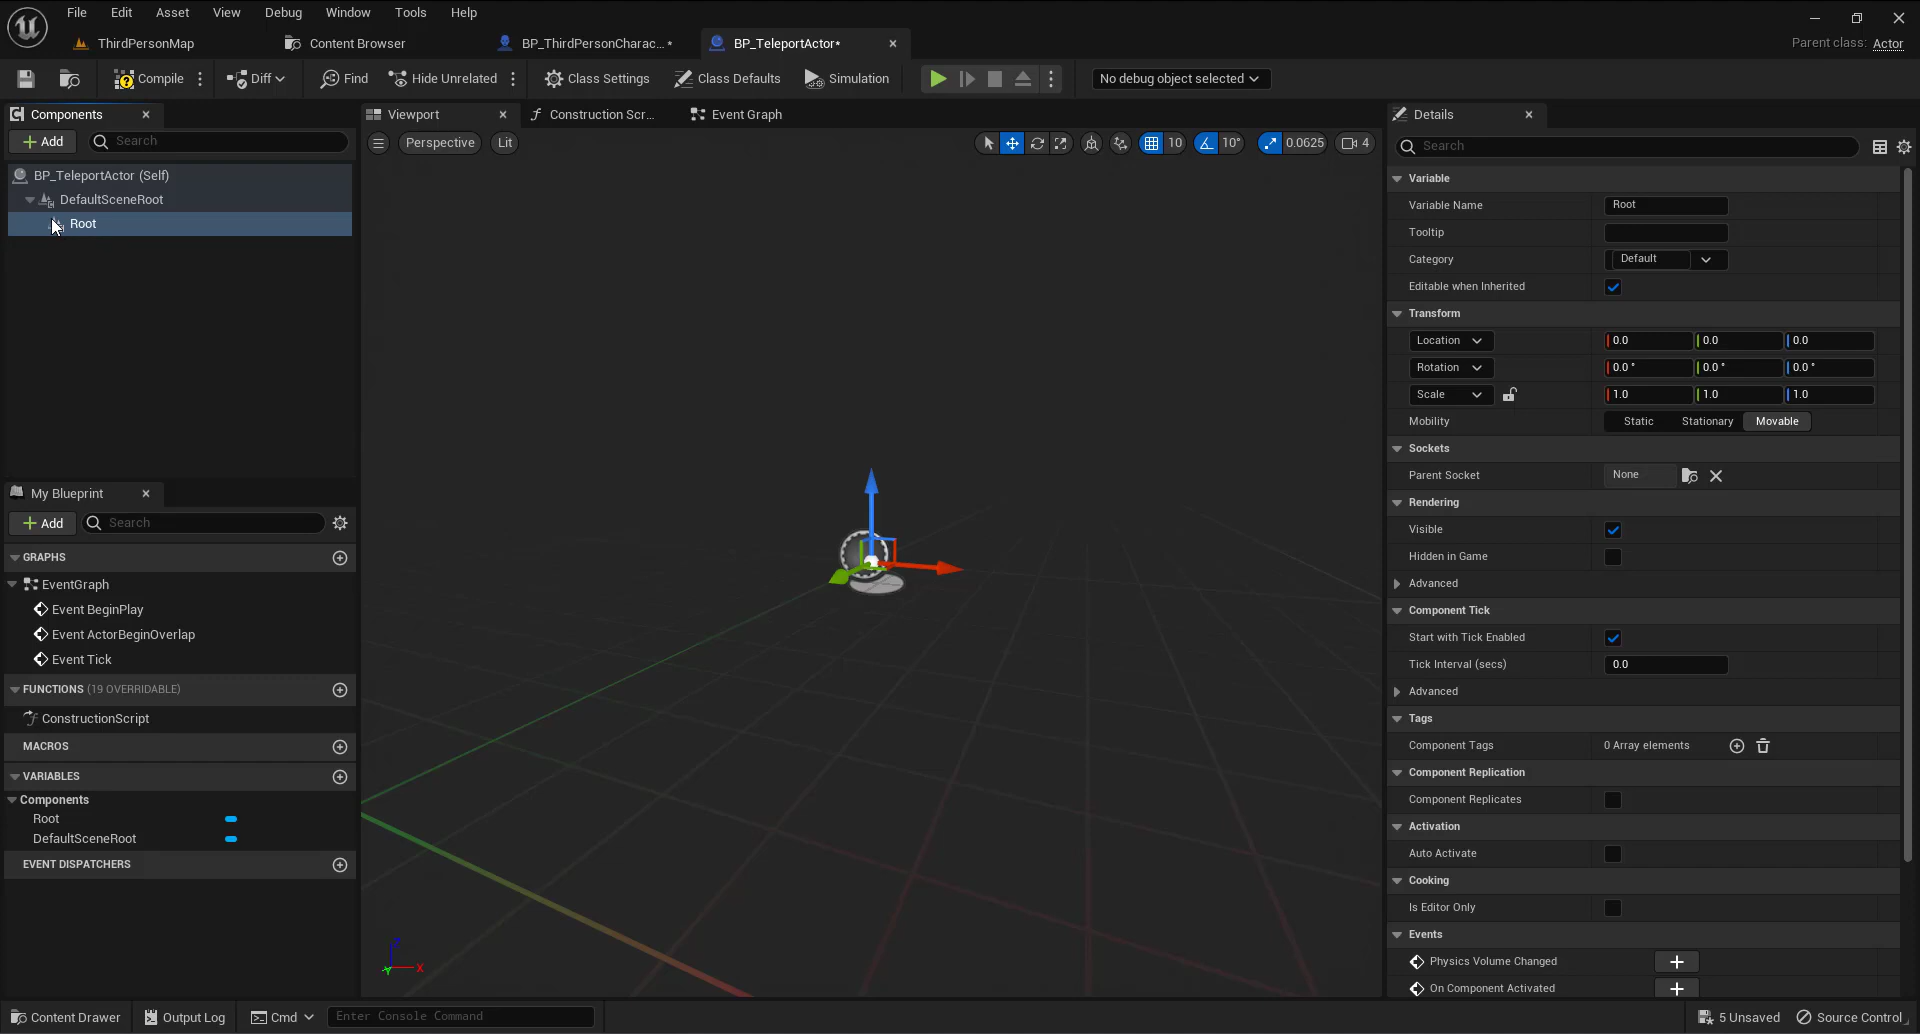 File Edit Asset View Debug Window Tools Help
ThirdPersonMap Content Browser BP_ThirdPersonCharac...* BP_TeleportActor*
Parent class: Actor
Compile Diff Find Hide Unrelated Class Settings Class Defaults Simulation No debug object selected
Components
Add Search
BP_TeleportActor (Self)
DefaultSceneRoot
Root
My Blueprint
Add Search
GRAPHS
EventGraph
Event BeginPlay
Event ActorBeginOverlap
Event Tick
FUNCTIONS (19 OVERRIDABLE)
ConstructionScript
MACROS
VARIABLES
Components
Root
DefaultSceneRoot
EVENT DISPATCHERS
Viewport Construction Scr... Event Graph
Perspective Lit 10 10° 0.0625 4
Z
Y X
Details
Search
Variable
Variable Name Root
Tooltip
Category Default
Editable when Inherited
Transform
Location 0.0 0.0 0.0
Rotation 0.0 ° 0.0 ° 0.0 °
Scale 1.0 1.0 1.0
Mobility Static Stationary Movable
Sockets
Parent Socket None
Rendering
Visible
Hidden in Game
Advanced
Component Tick
Start with Tick Enabled
Tick Interval (secs) 0.0
Advanced
Tags
Component Tags 0 Array elements
Component Replication
Component Replicates
Activation
Auto Activate
Cooking
Is Editor Only
Events
Physics Volume Changed
On Component Activated
Content Drawer Output Log Cmd Enter Console Command 5 Unsaved Source Control